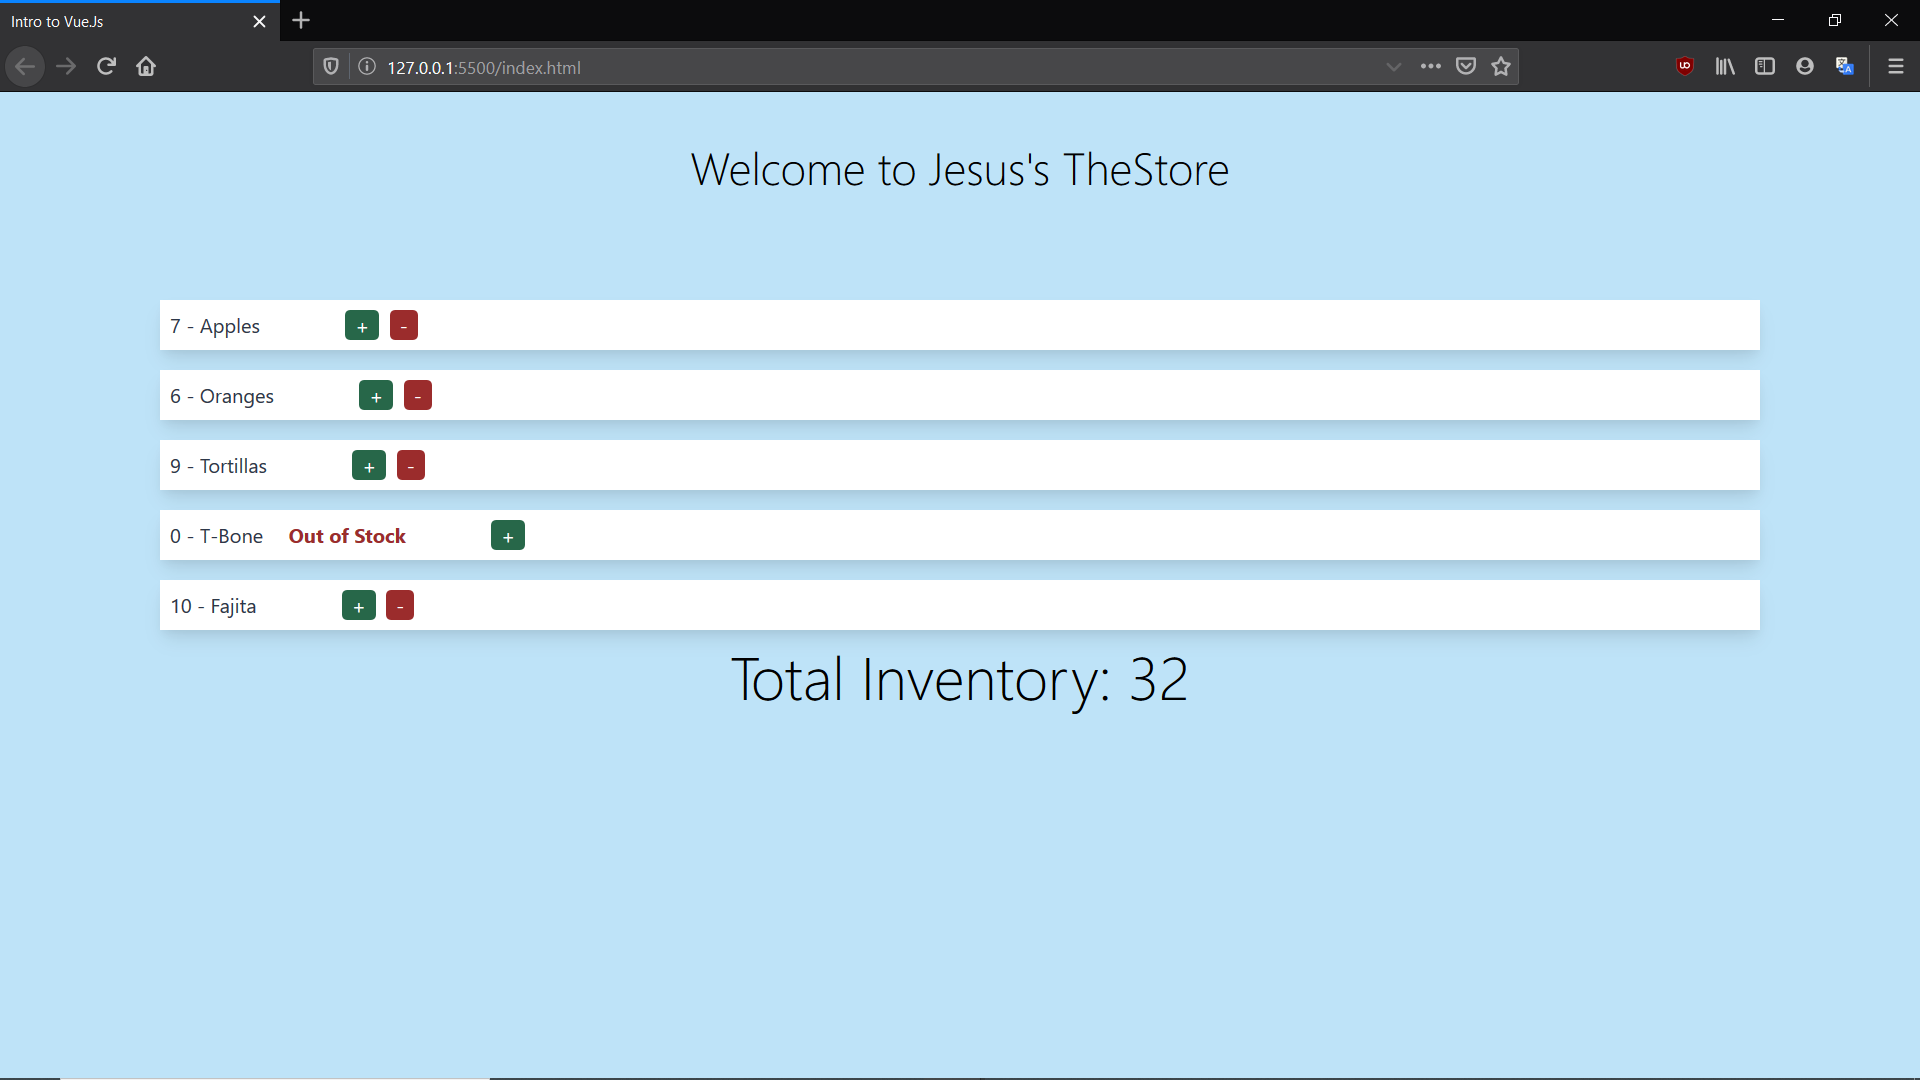 Intro to Vue.Js
127.0.0.1:5500/index.html
Welcome to Jesus's TheStore
7 - Apples + -
6 - Oranges + -
9 - Tortillas + -
0 - T-Bone Out of Stock +
10 - Fajita + -
Total Inventory: 32